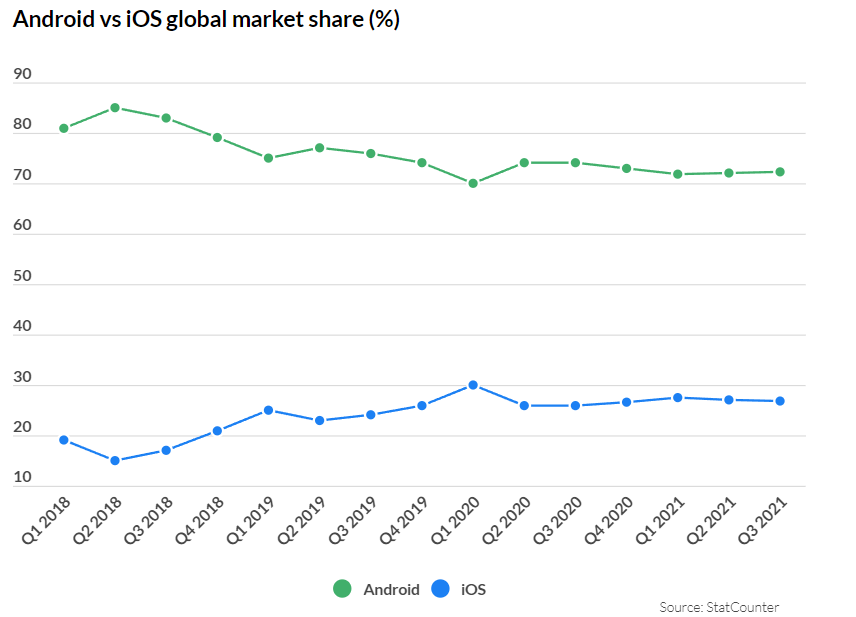 Android vs iOS global market share (%)
90
80
70
60
50
40
30
20
10
Q1 2018 Q2 2018 Q3 2018 Q4 2018 Q1 2019 Q2 2019 Q3 2019 Q4 2019 Q1 2020 Q2 2020 Q3 2020 Q4 2020 Q1 2021 Q2 2021 Q3 2021
Android iOS
Source: StatCounter